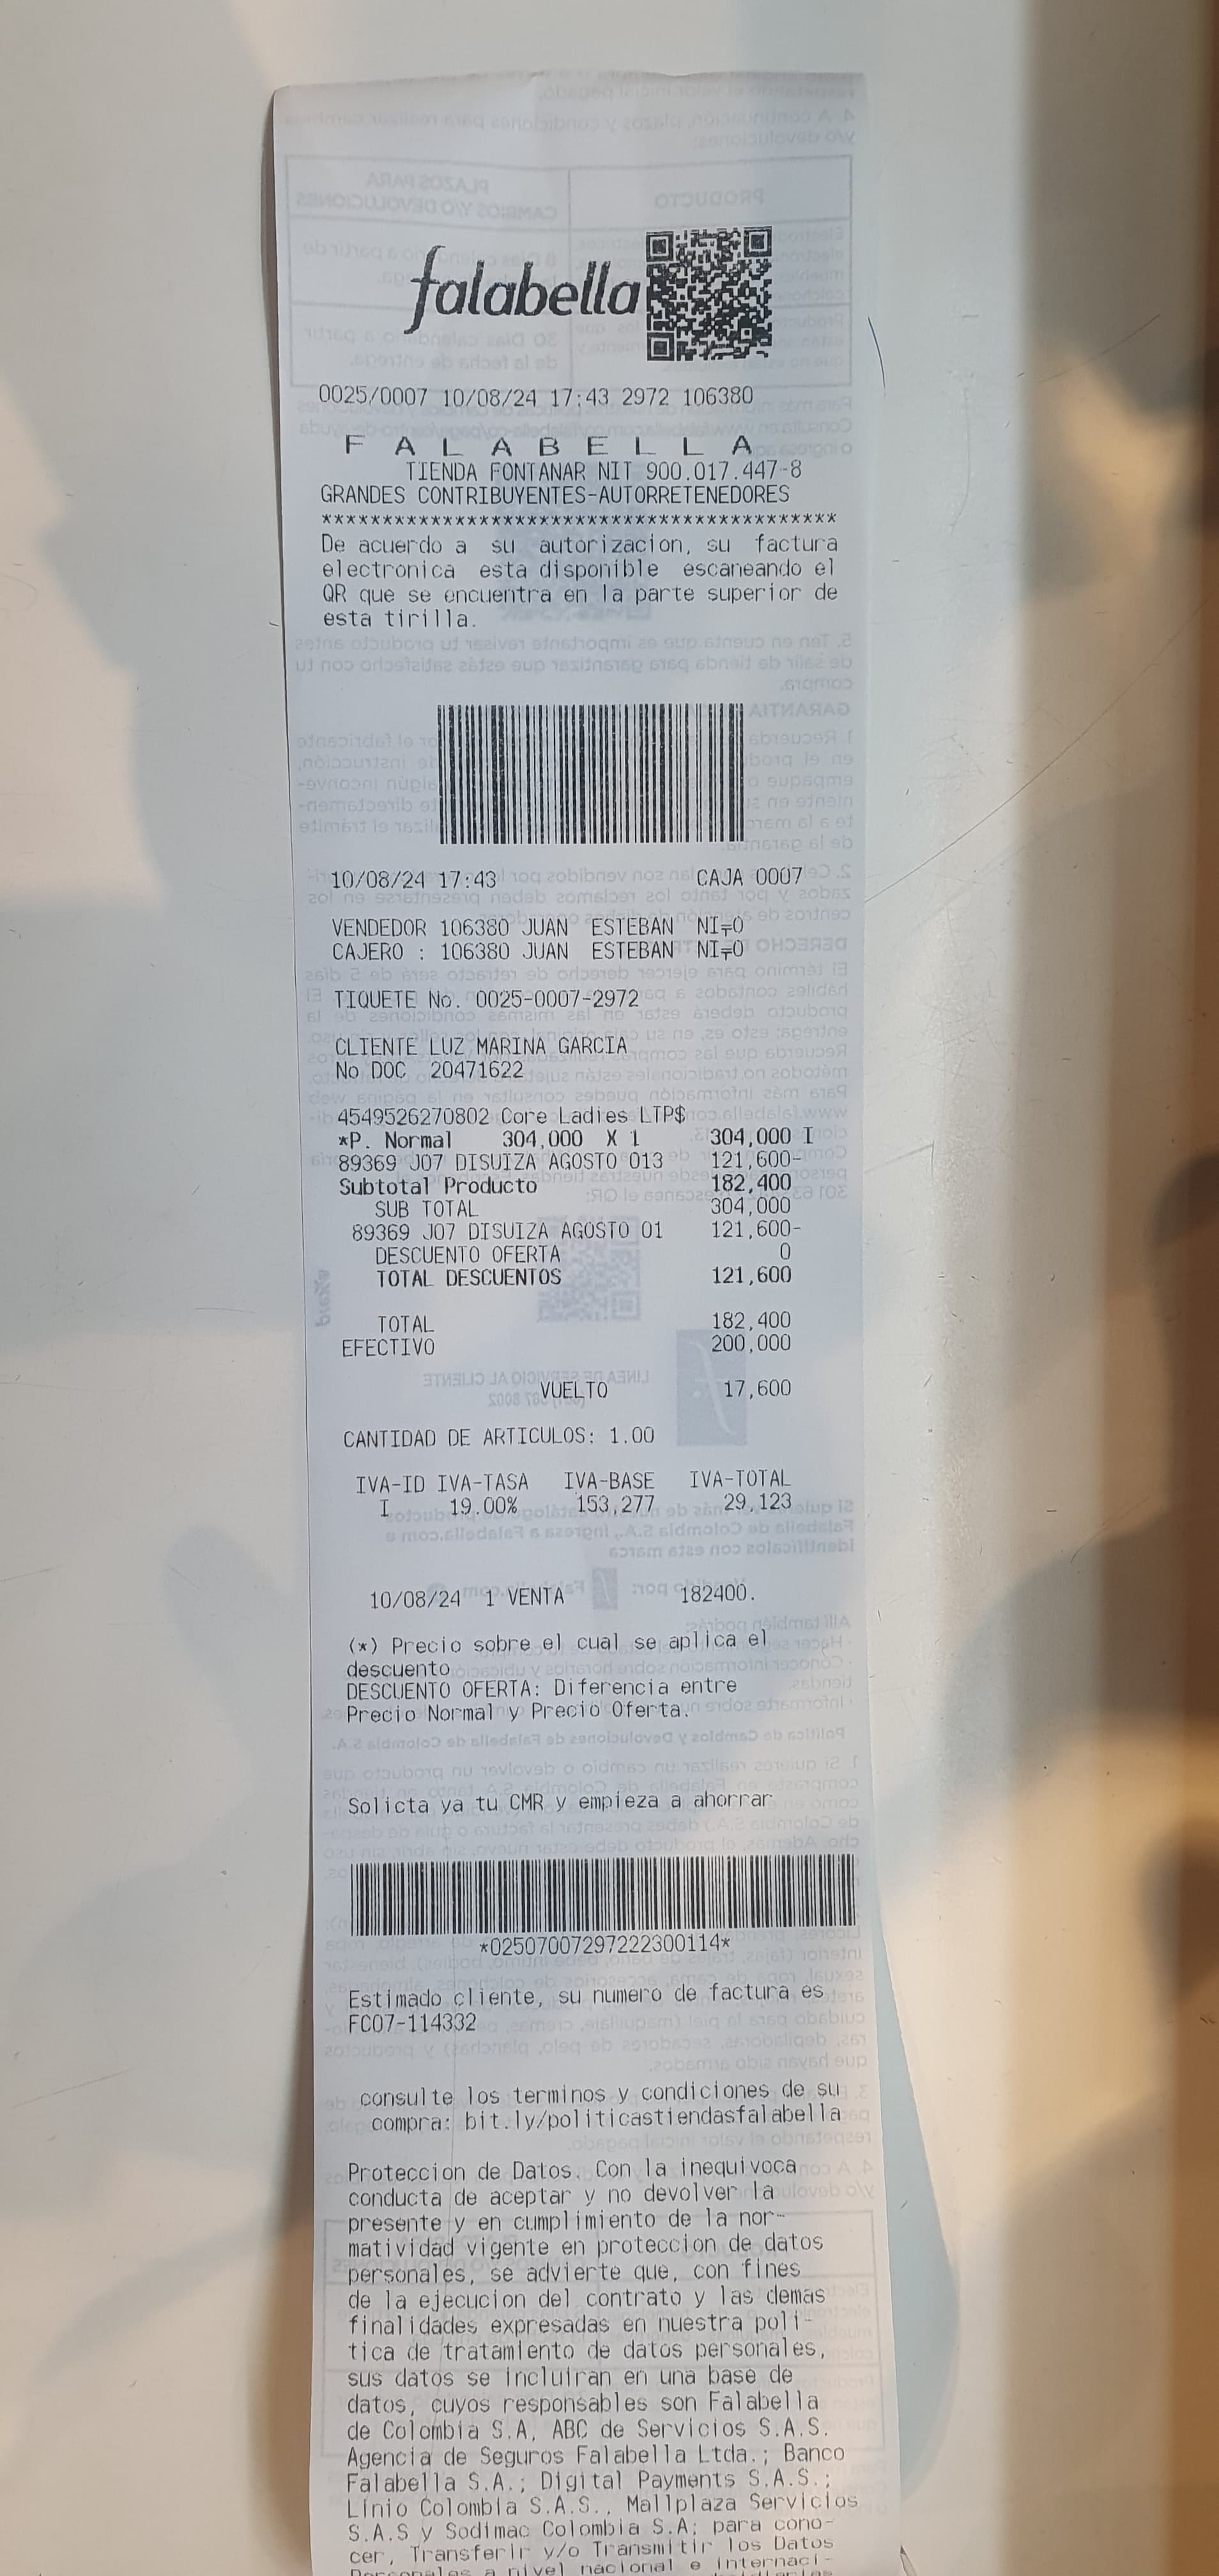 falabella
0025/0007 10/08/24 17:43 2972 106380
F A L A B E L L A
TIENDA FONTANAR NIT 900.017.447-8
GRANDES CONTRIBUYENTES-AUTORRETENEDORES
******************************************
De acuerdo a su autorizacion, su factura
electronica esta disponible escaneando el
QR que se encuentra en la parte superior de
esta tirilla.
10/08/24 17:43 CAJA 0007
VENDEDOR 106380 JUAN ESTEBAN NI╤O
CAJERO : 106380 JUAN ESTEBAN NI╤O
TIQUETE No. 0025-0007-2972
CLIENTE LUZ MARINA GARCIA
No DOC 20471622
4549526270802 Core Ladies LTP$
*P. Normal 304,000 X 1 304,000 I
89369 J07 DISUIZA AGOSTO 013 121,600-
Subtotal Producto 182,400
SUB TOTAL 304,000
89369 J07 DISUIZA AGOSTO 01 121,600-
DESCUENTO OFERTA 0
TOTAL DESCUENTOS 121,600
TOTAL 182,400
EFECTIVO 200,000
VUELTO 17,600
CANTIDAD DE ARTICULOS: 1.00
IVA-ID IVA-TASA IVA-BASE IVA-TOTAL
I 19.00% 153,277 29,123
10/08/24 1 VENTA 182400.
(*) Precio sobre el cual se aplica el
descuento
DESCUENTO OFERTA: Diferencia entre
Precio Normal y Precio Oferta.
Solicta ya tu CMR y empieza a ahorrar
*02507007297222300114*
Estimado cliente, su numero de factura es
FC07-114332
consulte los terminos y condiciones de su
compra: bit.ly/politicastiendasfalabella
Proteccion de Datos. Con la inequivoca
conducta de aceptar y no devolver la
presente y en cumplimiento de la nor-
matividad vigente en proteccion de datos
personales, se advierte que, con fines
de la ejecucion del contrato y las demas
finalidades expresadas en nuestra poli-
tica de tratamiento de datos personales,
sus datos se incluiran en una base de
datos, cuyos responsables son Falabella
de Colombia S.A, ABC de Servicios S.A.S.
Agencia de Seguros Falabella Ltda.; Banco
Falabella S.A.; Digital Payments S.A.S.;
Linio Colombia S.A.S., Mallplaza Servicios
S.A.S y Sodimac Colombia S.A; para cono-
cer, Transferir y/o Transmitir los Datos
Personales a nivel nacional e internaci-